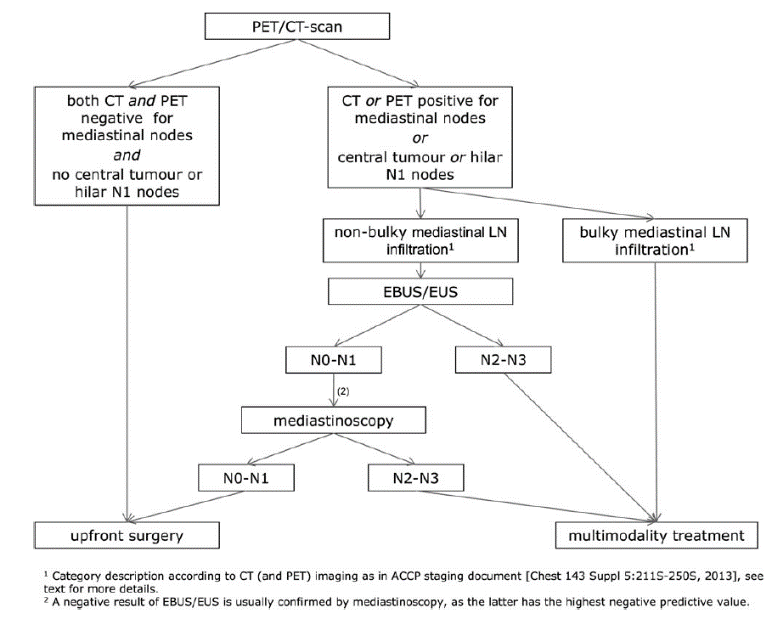 PET/CT-scan
both CT and PET
negative for
mediastinal nodes
and
no central tumour or
hilar N1 nodes
CT or PET positive for
mediastinal nodes
or
central tumour or hilar
N1 nodes
non-bulky mediastinal LN
infiltration¹
bulky mediastinal LN
infiltration¹
EBUS/EUS
N0-N1
N2-N3
(2)
mediastinoscopy
N0-N1
N2-N3
upfront surgery
multimodality treatment
¹ Category description according to CT (and PET) imaging as in ACCP staging document [Chest 143 Suppl 5:211S-250S, 2013], see
text for more details.
² A negative result of EBUS/EUS is usually confirmed by mediastinoscopy, as the latter has the highest negative predictive value.